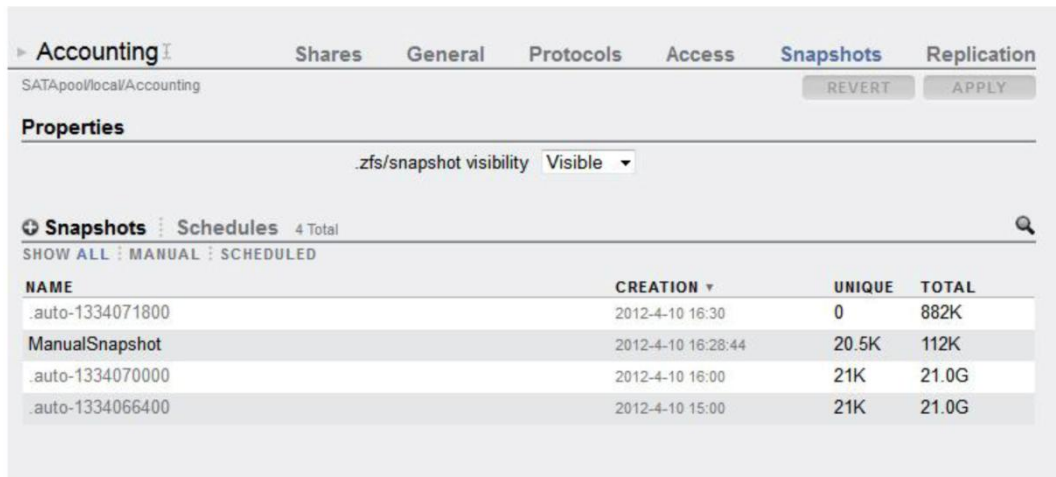 Accounting Shares General Protocols Access Snapshots Replication
SATApool/local/Accounting REVERT APPLY
Properties
.zfs/snapshot visibility Visible
Snapshots Schedules 4 Total
SHOW ALL MANUAL SCHEDULED
NAME CREATION UNIQUE TOTAL
.auto-1334071800 2012-4-10 16:30 0 882K
ManualSnapshot 2012-4-10 16:28:44 20.5K 112K
.auto-1334070000 2012-4-10 16:00 21K 21.0G
.auto-1334066400 2012-4-10 15:00 21K 21.0G